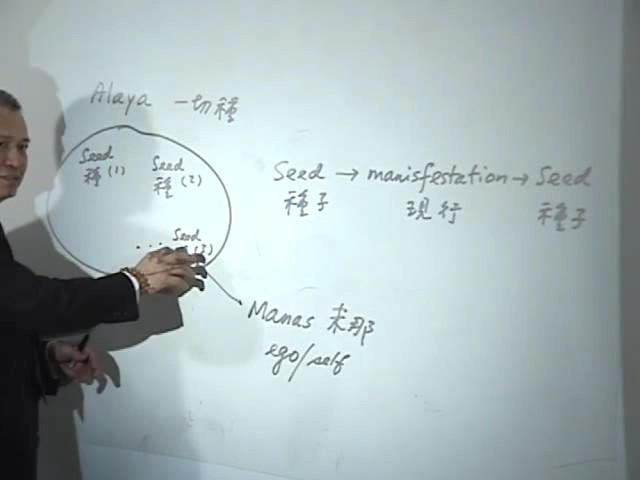 Alaya 一切種
Seed
種(1)
Seed
種(2)
... Seed
(3)
Seed → manisfestation → Seed
種子 現行 種子
Manas 末那
ego/self